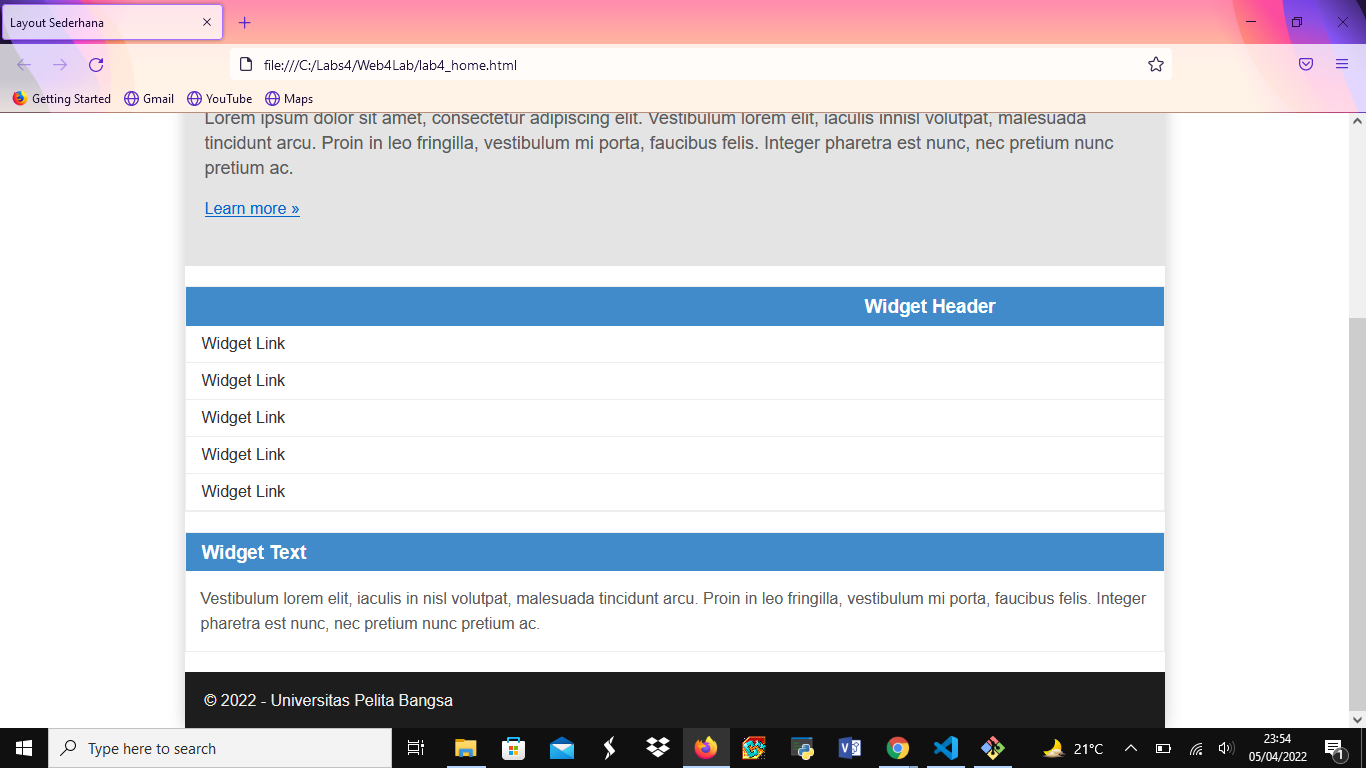 Layout Sederhana
file:///C:/Labs4/Web4Lab/lab4_home.html
Getting Started Gmail YouTube Maps
Lorem ipsum dolor sit amet, consectetur adipiscing elit. Vestibulum lorem elit, iaculis innisl volutpat, malesuada
tincidunt arcu. Proin in leo fringilla, vestibulum mi porta, faucibus felis. Integer pharetra est nunc, nec pretium nunc
pretium ac.
Learn more »
Widget Header
Widget Link
Widget Link
Widget Link
Widget Link
Widget Link
Widget Text
Vestibulum lorem elit, iaculis in nisl volutpat, malesuada tincidunt arcu. Proin in leo fringilla, vestibulum mi porta, faucibus felis. Integer
pharetra est nunc, nec pretium nunc pretium ac.
© 2022 - Universitas Pelita Bangsa
Type here to search
21°C
23:54
05/04/2022
1